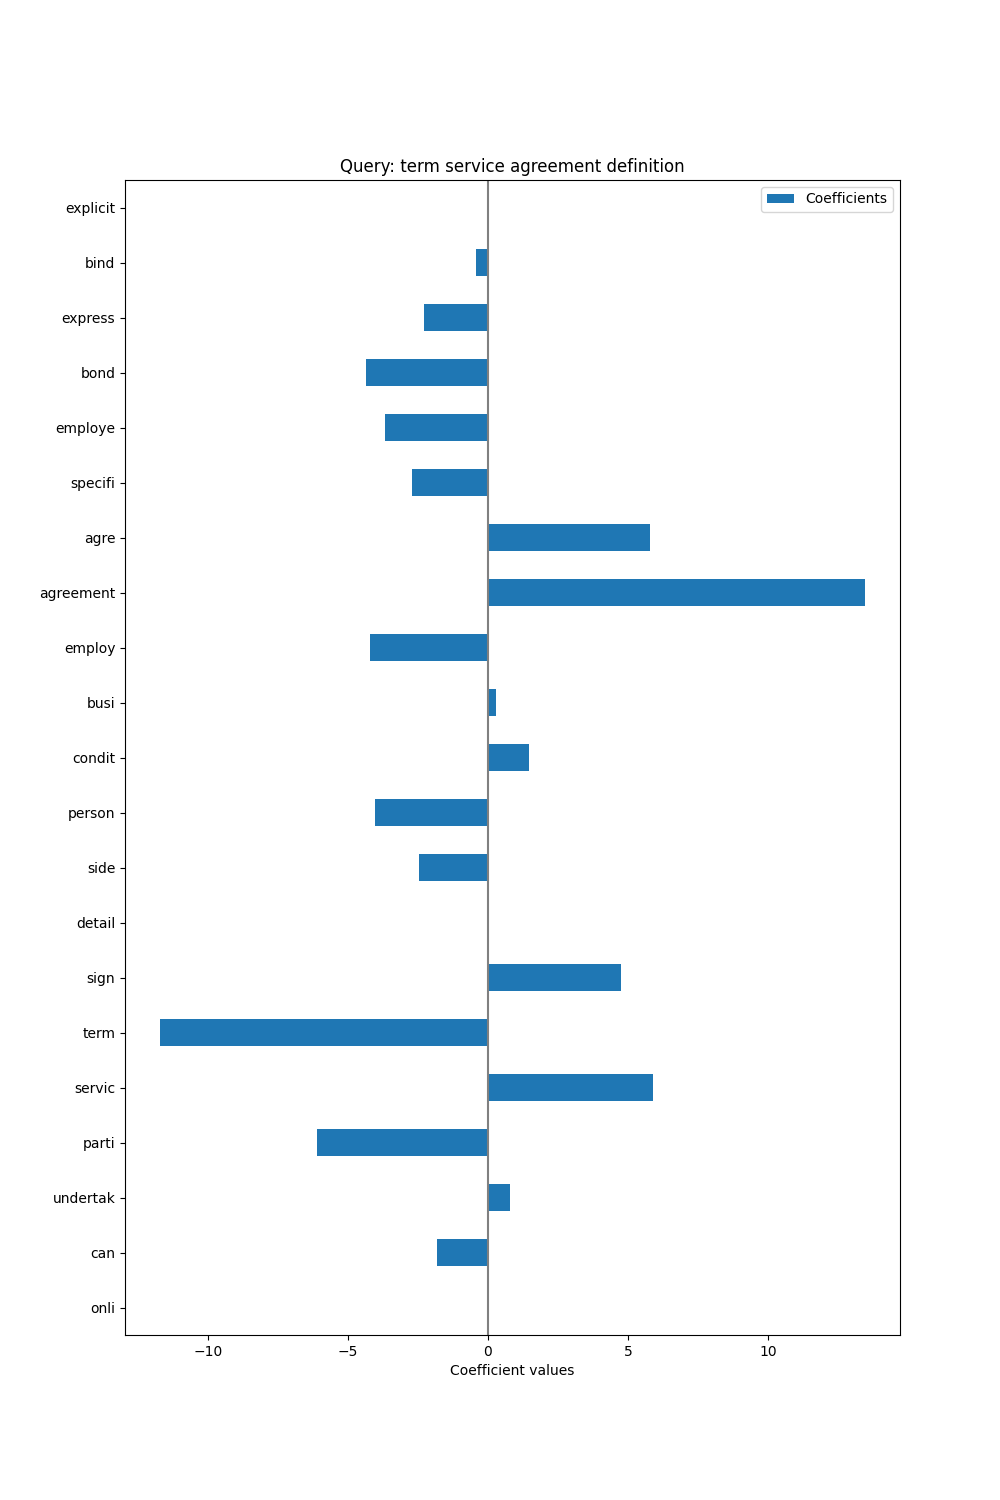 Query: term service agreement definition
Coefficients
explicit
bind
express
bond
employe
specifi
agre
agreement
employ
busi
condit
person
side
detail
sign
term
servic
parti
undertak
can
onli
−10 −5 0 5 10
Coefficient values